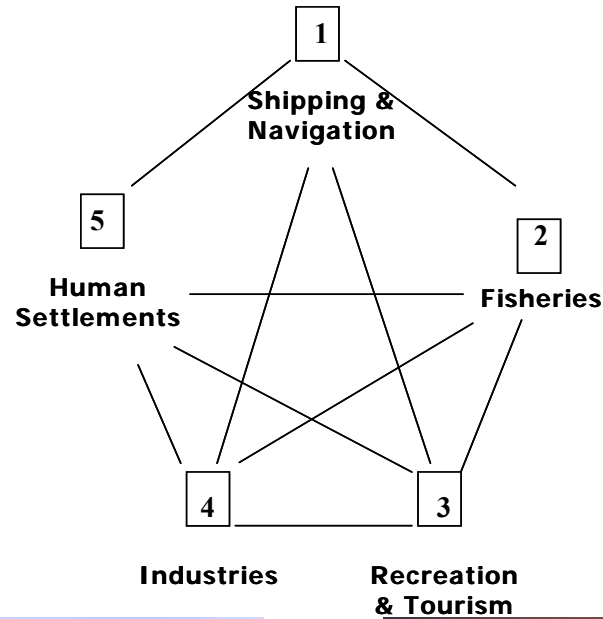 1
Shipping &
Navigation
5
2
Human
Settlements
Fisheries
4
3
Industries
Recreation
& Tourism